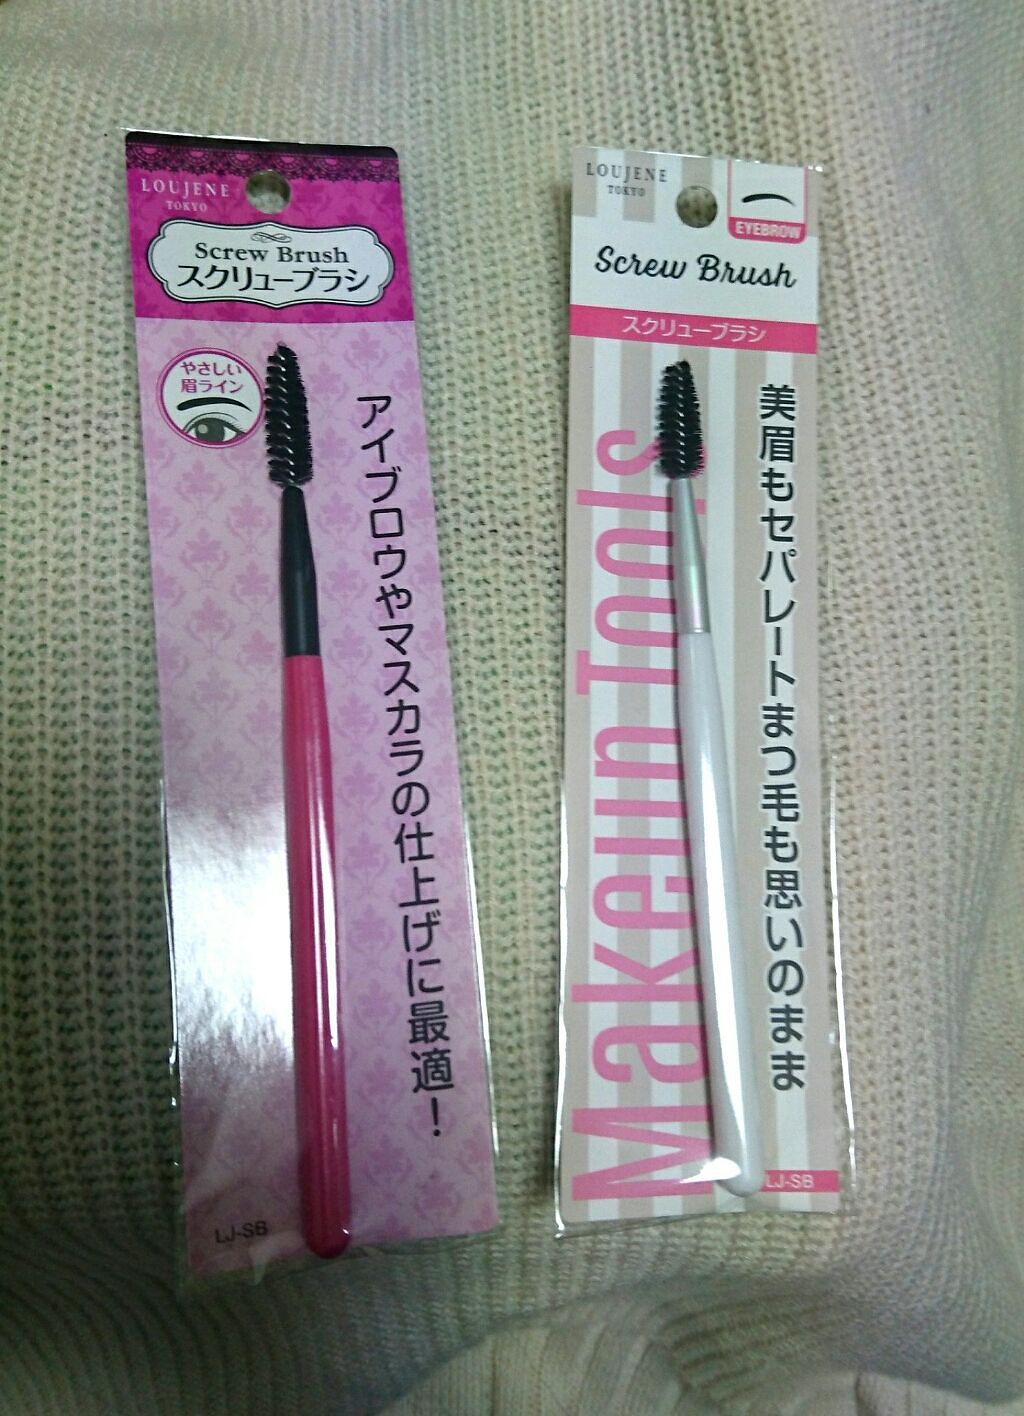 LOUJENE
TOKYO
Screw Brush
スクリューブラシ
やさしい
眉ライン
アイブロウやマスカラの仕上げに最適！
LJ-SB
LOUJENE
TOKYO
EYEBROW
Screw Brush
スクリューブラシ
美眉もセパレートまつ毛も思いのまま
Makeup Tools
LJ-SB